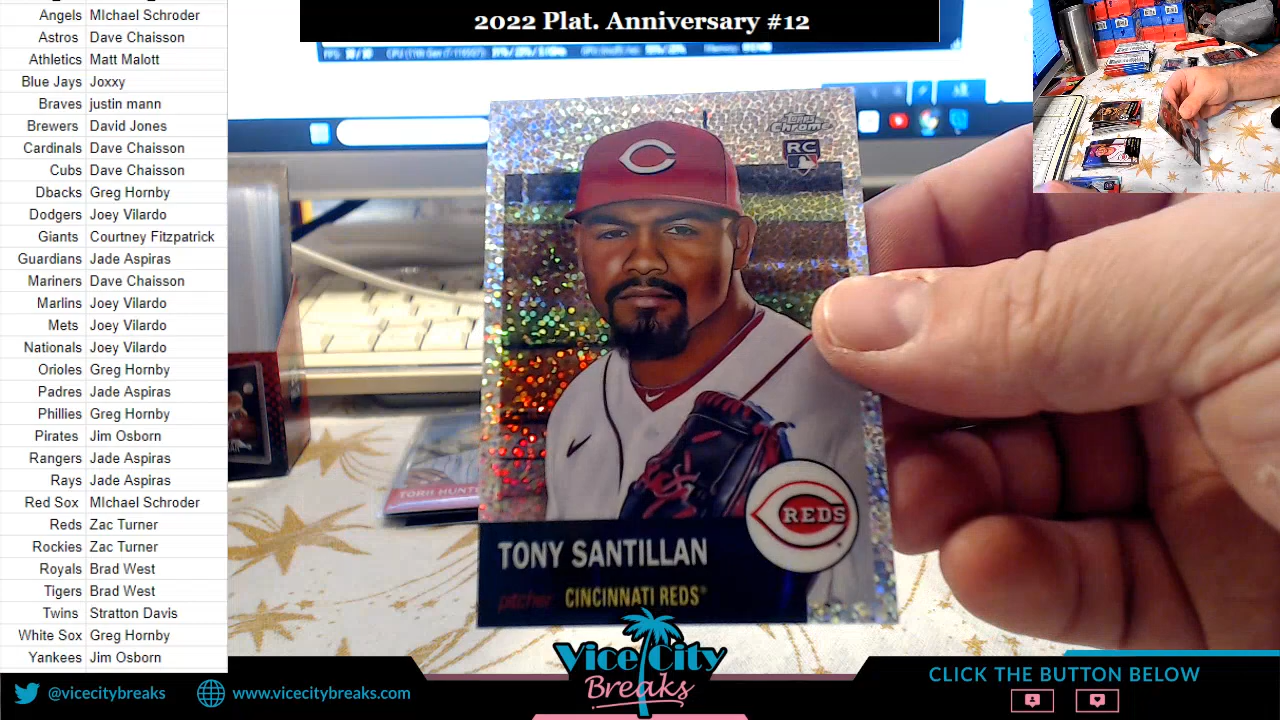 2022 Plat. Anniversary #12
Angels MIchael Schroder
Astros Dave Chaisson
Athletics Matt Malott
Blue Jays Joxxy
Braves justin mann
Brewers David Jones
Cardinals Dave Chaisson
Cubs Dave Chaisson
Dbacks Greg Hornby
Dodgers Joey Vilardo
Giants Courtney Fitzpatrick
Guardians Jade Aspiras
Mariners Dave Chaisson
Marlins Joey Vilardo
Mets Joey Vilardo
Nationals Joey Vilardo
Orioles Greg Hornby
Padres Jade Aspiras
Phillies Greg Hornby
Pirates Jim Osborn
Rangers Jade Aspiras
Rays Jade Aspiras
Red Sox MIchael Schroder
Reds Zac Turner
Rockies Zac Turner
Royals Brad West
Tigers Brad West
Twins Stratton Davis
White Sox Greg Hornby
Yankees Jim Osborn
Topps
Chrome
RC
C
REDS
TONY SANTILLAN
pitcher CINCINNATI REDS
TORII HUNT
Vice City
Breaks
@vicecitybreaks
www.vicecitybreaks.com
CLICK THE BUTTON BELOW